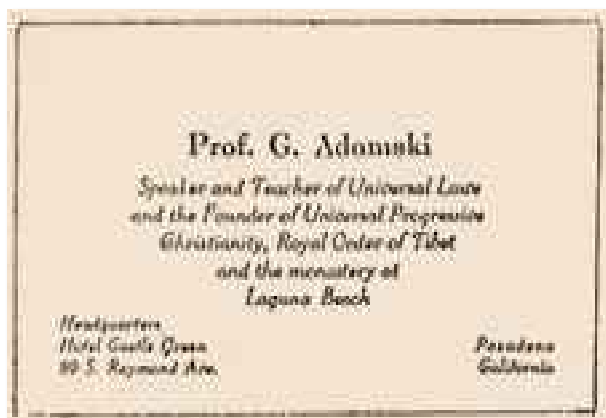 Prof. G. Adamski
Speaker and Teacher of Universal Laws
and the Founder of Universal Progressive
Christianity, Royal Order of Tibet
and the monastery at
Laguna Beach
Headquarters
Hotel Castle Green
99 S. Raymond Ave.
Pasadena
California